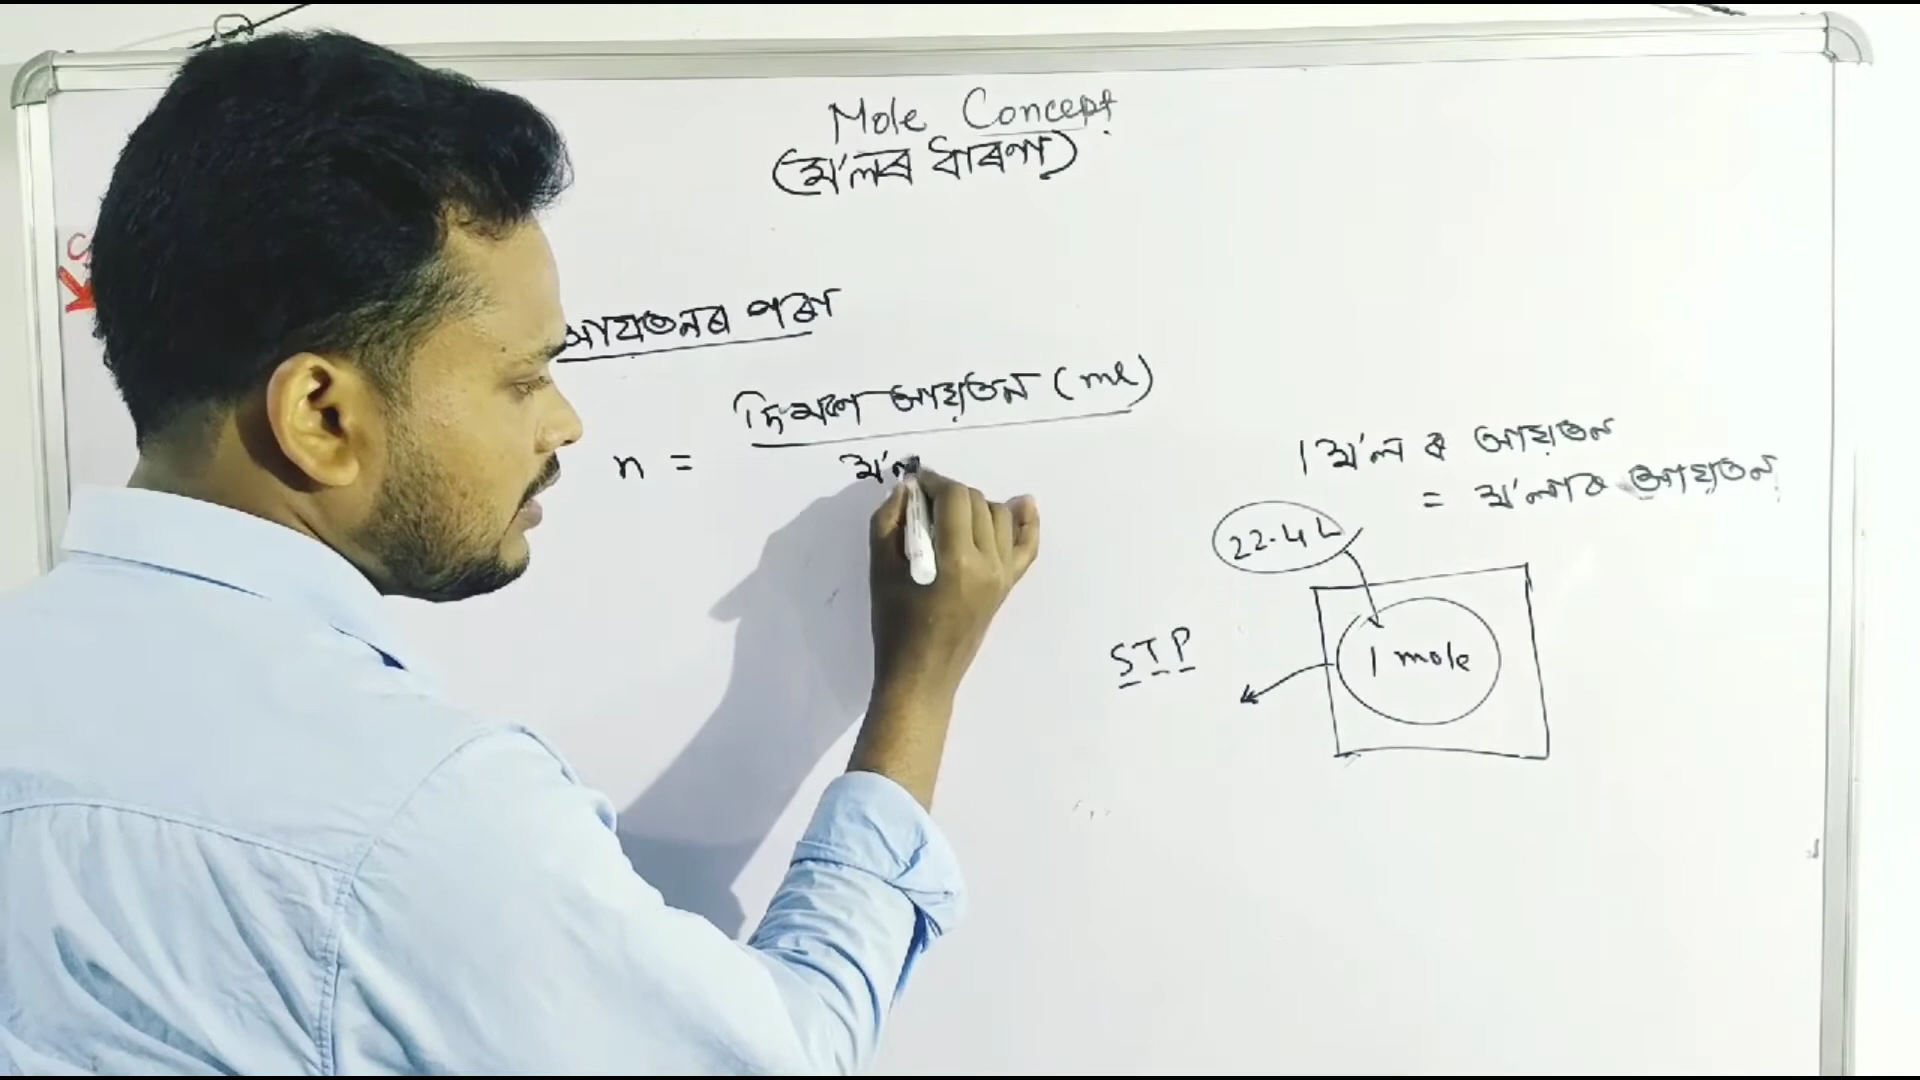 Mole Concept
(ম'লৰ ধাৰণা)
আয়তনৰ পৰা
দিয়া আয়তন (ml)
n =
ম'ল
1 ম'ল ৰ আয়তন
= ম'লাৰ আয়তন
22.4 L
STP
1 mole